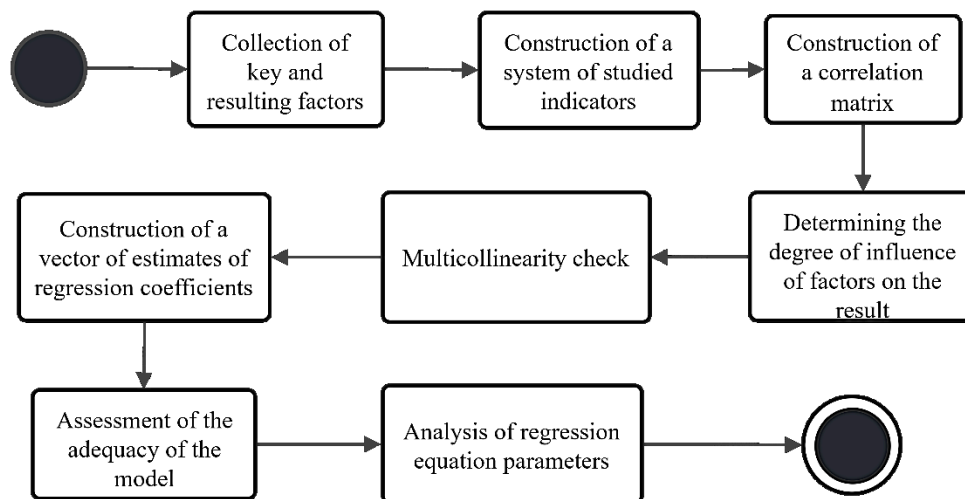 Collection of
key and
resulting factors
Construction of a
system of studied
indicators
Construction of
a correlation
matrix
Determining the
degree of influence
of factors on the
result
Multicollinearity check
Construction of a
vector of estimates of
regression coefficients
Assessment of the
adequacy of the
model
Analysis of regression
equation parameters